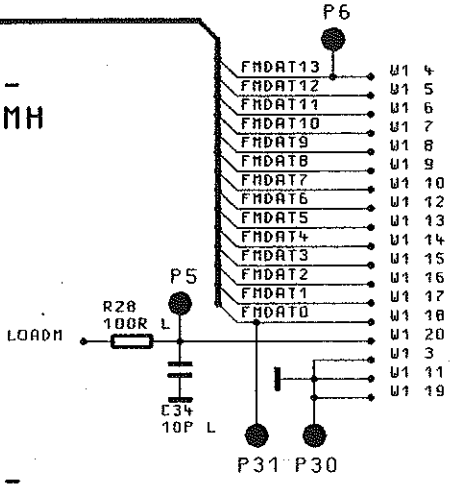 P6
FMDAT13 W1 4
FMDAT12 W1 5
FMDAT11 W1 6
FMDAT10 W1 7
FMDAT9 W1 8
FMDAT8 W1 9
FMDAT7 W1 10
FMDAT6 W1 12
FMDAT5 W1 13
FMDAT4 W1 14
FMDAT3 W1 15
FMDAT2 W1 16
FMDAT1 W1 17
FMDAT0 W1 18
MH
P5
R28
100R L
LOADM
W1 20
W1 3
W1 11
W1 19
C34
10P L
P31 P30